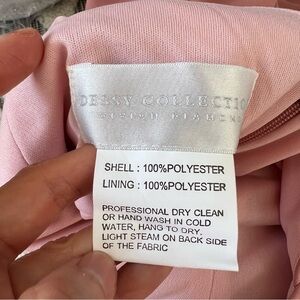 DESSY COLLECTIO
SHELL : 100%POLYESTER
LINING : 100%POLYESTER
PROFESSIONAL DRY CLEAN
OR HAND WASH IN COLD
WATER, HANG TO DRY.
LIGHT STEAM ON BACK SIDE
OF THE FABRIC